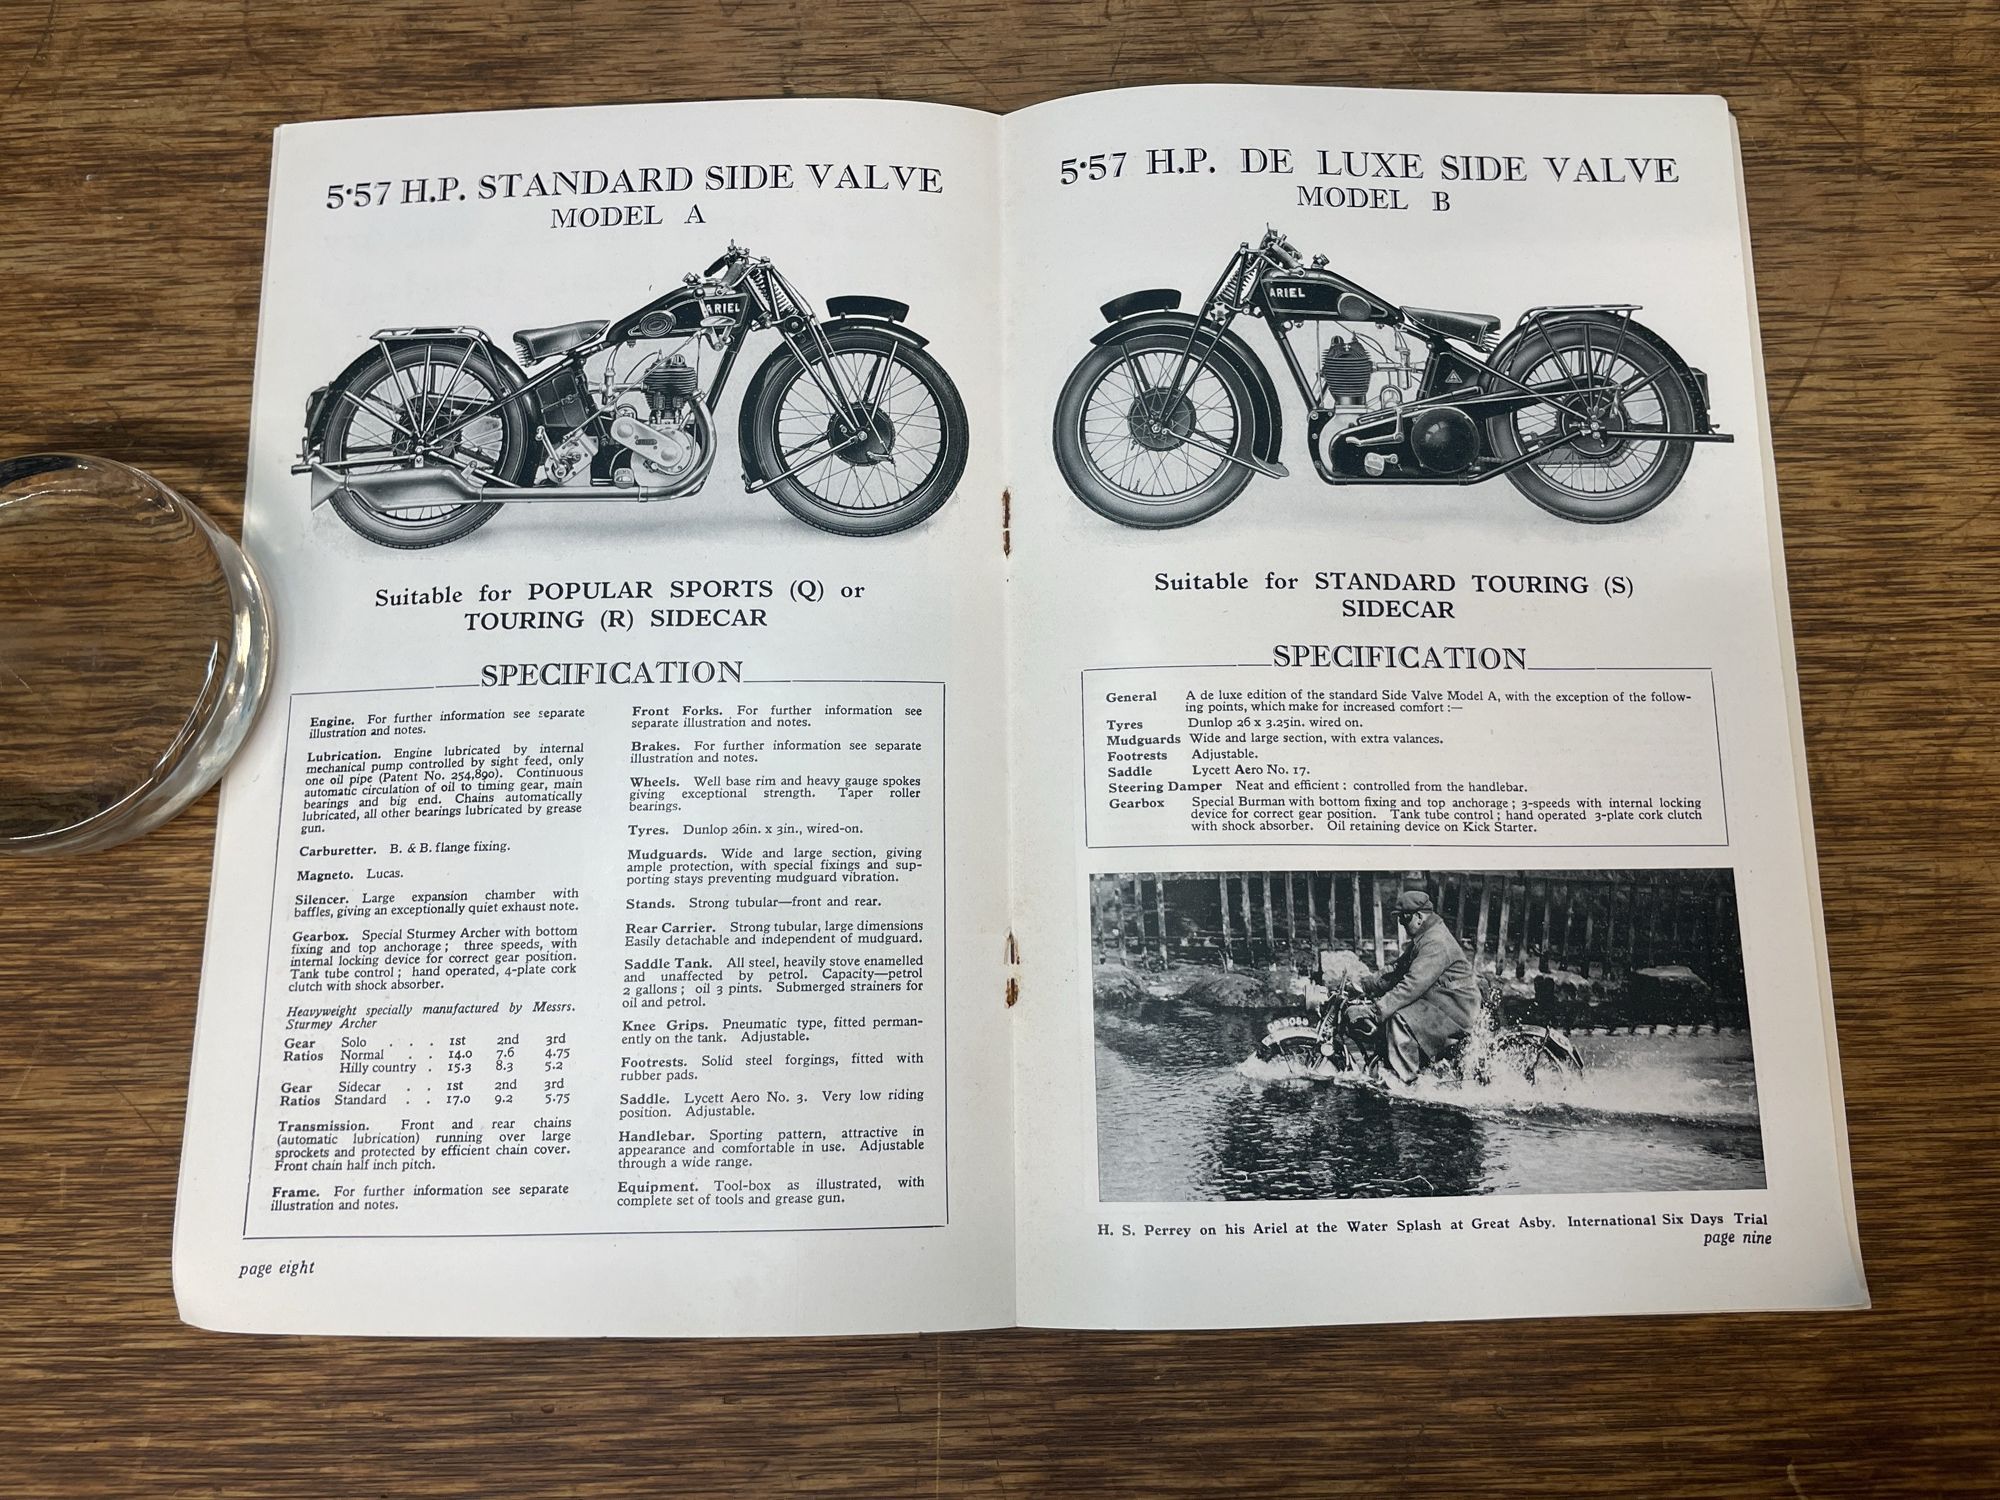 5·57 H.P. STANDARD SIDE VALVE
MODEL A
ARIEL
Suitable for POPULAR SPORTS (Q) or
TOURING (R) SIDECAR
SPECIFICATION
Engine. For further information see separate
illustration and notes.
Lubrication. Engine lubricated by internal
mechanical pump controlled by sight feed, only
one oil pipe (Patent No. 254,890). Continuous
automatic circulation of oil to timing gear, main
bearings and big end. Chains automatically
lubricated, all other bearings lubricated by grease
gun.
Carburetter. B. & B. flange fixing.
Magneto. Lucas.
Silencer. Large expansion chamber with
baffles, giving an exceptionally quiet exhaust note.
Gearbox. Special Sturmey Archer with bottom
fixing and top anchorage; three speeds, with
internal locking device for correct gear position.
Tank tube control; hand operated, 4-plate cork
clutch with shock absorber.
Heavyweight specially manufactured by Messrs.
Sturmey Archer
Gear Solo . . . 1st 2nd 3rd
Ratios Normal . . 14.0 7.6 4.75
Hilly country . 15.3 8.3 5.2
Gear Sidecar . . 1st 2nd 3rd
Ratios Standard . . 17.0 9.2 5.75
Transmission. Front and rear chains
(automatic lubrication) running over large
sprockets and protected by efficient chain cover.
Front chain half inch pitch.
Frame. For further information see separate
illustration and notes.
Front Forks. For further information see
separate illustration and notes.
Brakes. For further information see separate
illustration and notes.
Wheels. Well base rim and heavy gauge spokes
giving exceptional strength. Taper roller
bearings.
Tyres. Dunlop 26in. x 3in., wired-on.
Mudguards. Wide and large section, giving
ample protection, with special fixings and sup-
porting stays preventing mudguard vibration.
Stands. Strong tubular—front and rear.
Rear Carrier. Strong tubular, large dimensions
Easily detachable and independent of mudguard.
Saddle Tank. All steel, heavily stove enamelled
and unaffected by petrol. Capacity—petrol
2 gallons; oil 3 pints. Submerged strainers for
oil and petrol.
Knee Grips. Pneumatic type, fitted perman-
ently on the tank. Adjustable.
Footrests. Solid steel forgings, fitted with
rubber pads.
Saddle. Lycett Aero No. 3. Very low riding
position. Adjustable.
Handlebar. Sporting pattern, attractive in
appearance and comfortable in use. Adjustable
through a wide range.
Equipment. Tool-box as illustrated, with
complete set of tools and grease gun.
page eight
5·57 H.P. DE LUXE SIDE VALVE
MODEL B
ARIEL
Suitable for STANDARD TOURING (S)
SIDECAR
SPECIFICATION
General A de luxe edition of the standard Side Valve Model A, with the exception of the follow-
ing points, which make for increased comfort :—
Tyres Dunlop 26 x 3.25in. wired on.
Mudguards Wide and large section, with extra valances.
Footrests Adjustable.
Saddle Lycett Aero No. 17.
Steering Damper Neat and efficient: controlled from the handlebar.
Gearbox Special Burman with bottom fixing and top anchorage; 3-speeds with internal locking
device for correct gear position. Tank tube control; hand operated 3-plate cork clutch
with shock absorber. Oil retaining device on Kick Starter.
H. S. Perrey on his Ariel at the Water Splash at Great Asby. International Six Days Trial
page nine